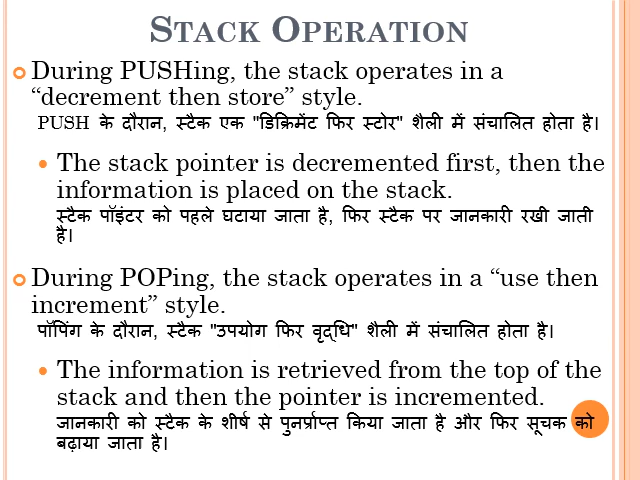 STACK OPERATION
During PUSHing, the stack operates in a
“decrement then store” style.
PUSH के दौरान, स्टैक एक "डिक्रिमेंट फिर स्टोर" शैली में संचालित होता है।
The stack pointer is decremented first, then the
information is placed on the stack.
स्टैक पॉइंटर को पहले घटाया जाता है, फिर स्टैक पर जानकारी रखी जाती
है।
During POPing, the stack operates in a “use then
increment” style.
पॉपिंग के दौरान, स्टैक "उपयोग फिर वृद्धि" शैली में संचालित होता है।
The information is retrieved from the top of the
stack and then the pointer is incremented.
जानकारी को स्टैक के शीर्ष से पुनर्प्राप्त किया जाता है और फिर सूचक को
बढ़ाया जाता है।